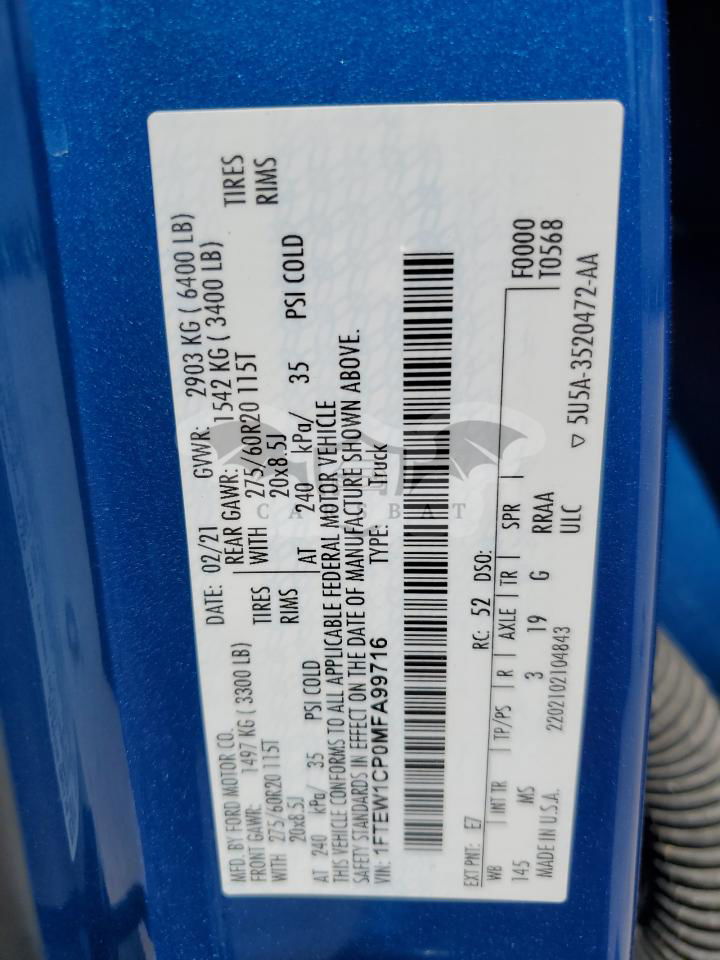 MFD. BY FORD MOTOR CO.
DATE: 02/21 GVWR: 2903 KG ( 6400 LB)
FRONT GAWR: 1497 KG ( 3300 LB) REAR GAWR: 1542 KG ( 3400 LB)
WITH 275/60R20 115T TIRES WITH 275/60R20 115T TIRES
20x8.5J RIMS 20x8.5J RIMS
AT 240 kPa/ 35 PSI COLD AT 240 kPa/ 35 PSI COLD
THIS VEHICLE CONFORMS TO ALL APPLICABLE FEDERAL MOTOR VEHICLE
SAFETY STANDARDS IN EFFECT ON THE DATE OF MANUFACTURE SHOWN ABOVE.
VIN: 1FTEW1CP0MFA99716 TYPE: Truck
CARSBAT
EXT PNT: E7 RC: 52 DSO:
WB INT TR TP/PS R AXLE TR SPR F0000
145 MS 3 19 G RRAA T0568
MADE IN U.S.A. 2202102104843 ULC
▽ 5U5A-3520472-AA